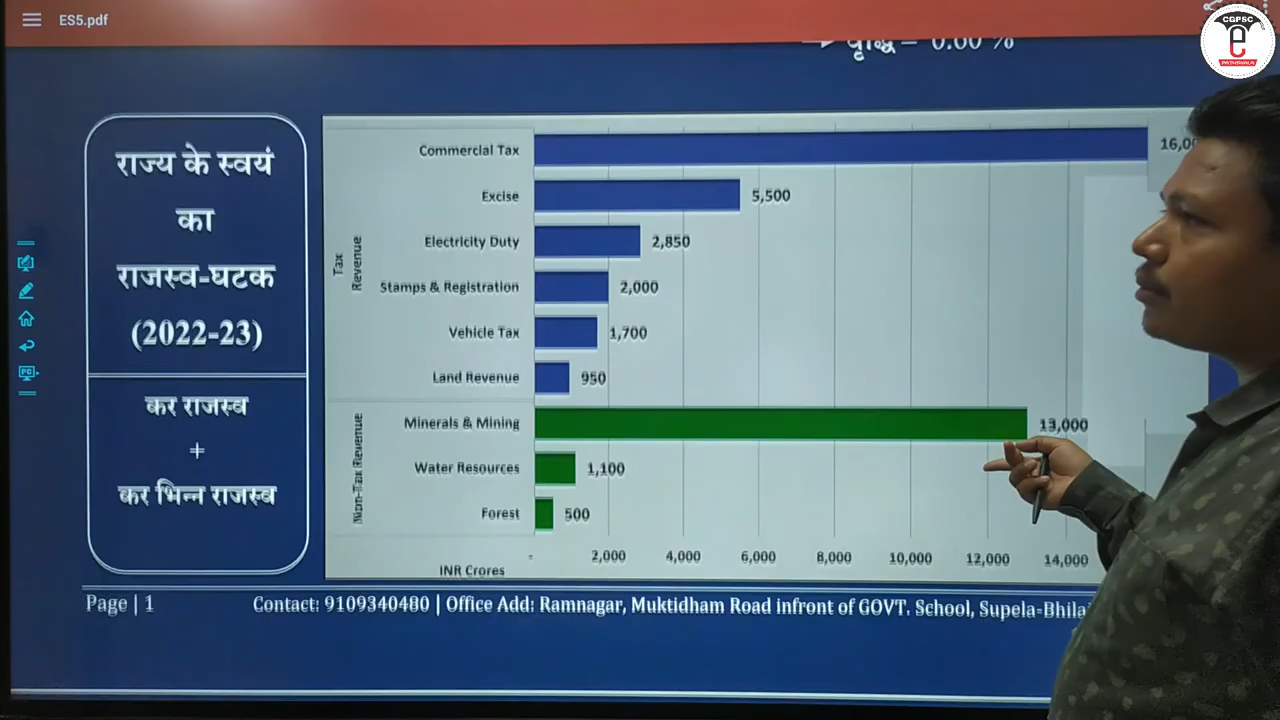 ES5.pdf
CGPSC
e
PATHSHALA
वृद्धि = 0.00 %
राज्य के स्वयं
का
राजस्व-घटक
(2022-23)
कर राजस्व
+
कर भिन्न राजस्व
Tax
Revenue
Commercial Tax
Excise 5,500
Electricity Duty 2,850
Stamps & Registration 2,000
Vehicle Tax 1,700
Land Revenue 950
Non-Tax Revenue
Minerals & Mining 13,000
Water Resources 1,100
Forest 500
- 2,000 4,000 6,000 8,000 10,000 12,000 14,000
INR Crores
Page | 1 Contact: 9109340480 | Office Add: Ramnagar, Muktidham Road infront of GOVT. School, Supela-Bhilai